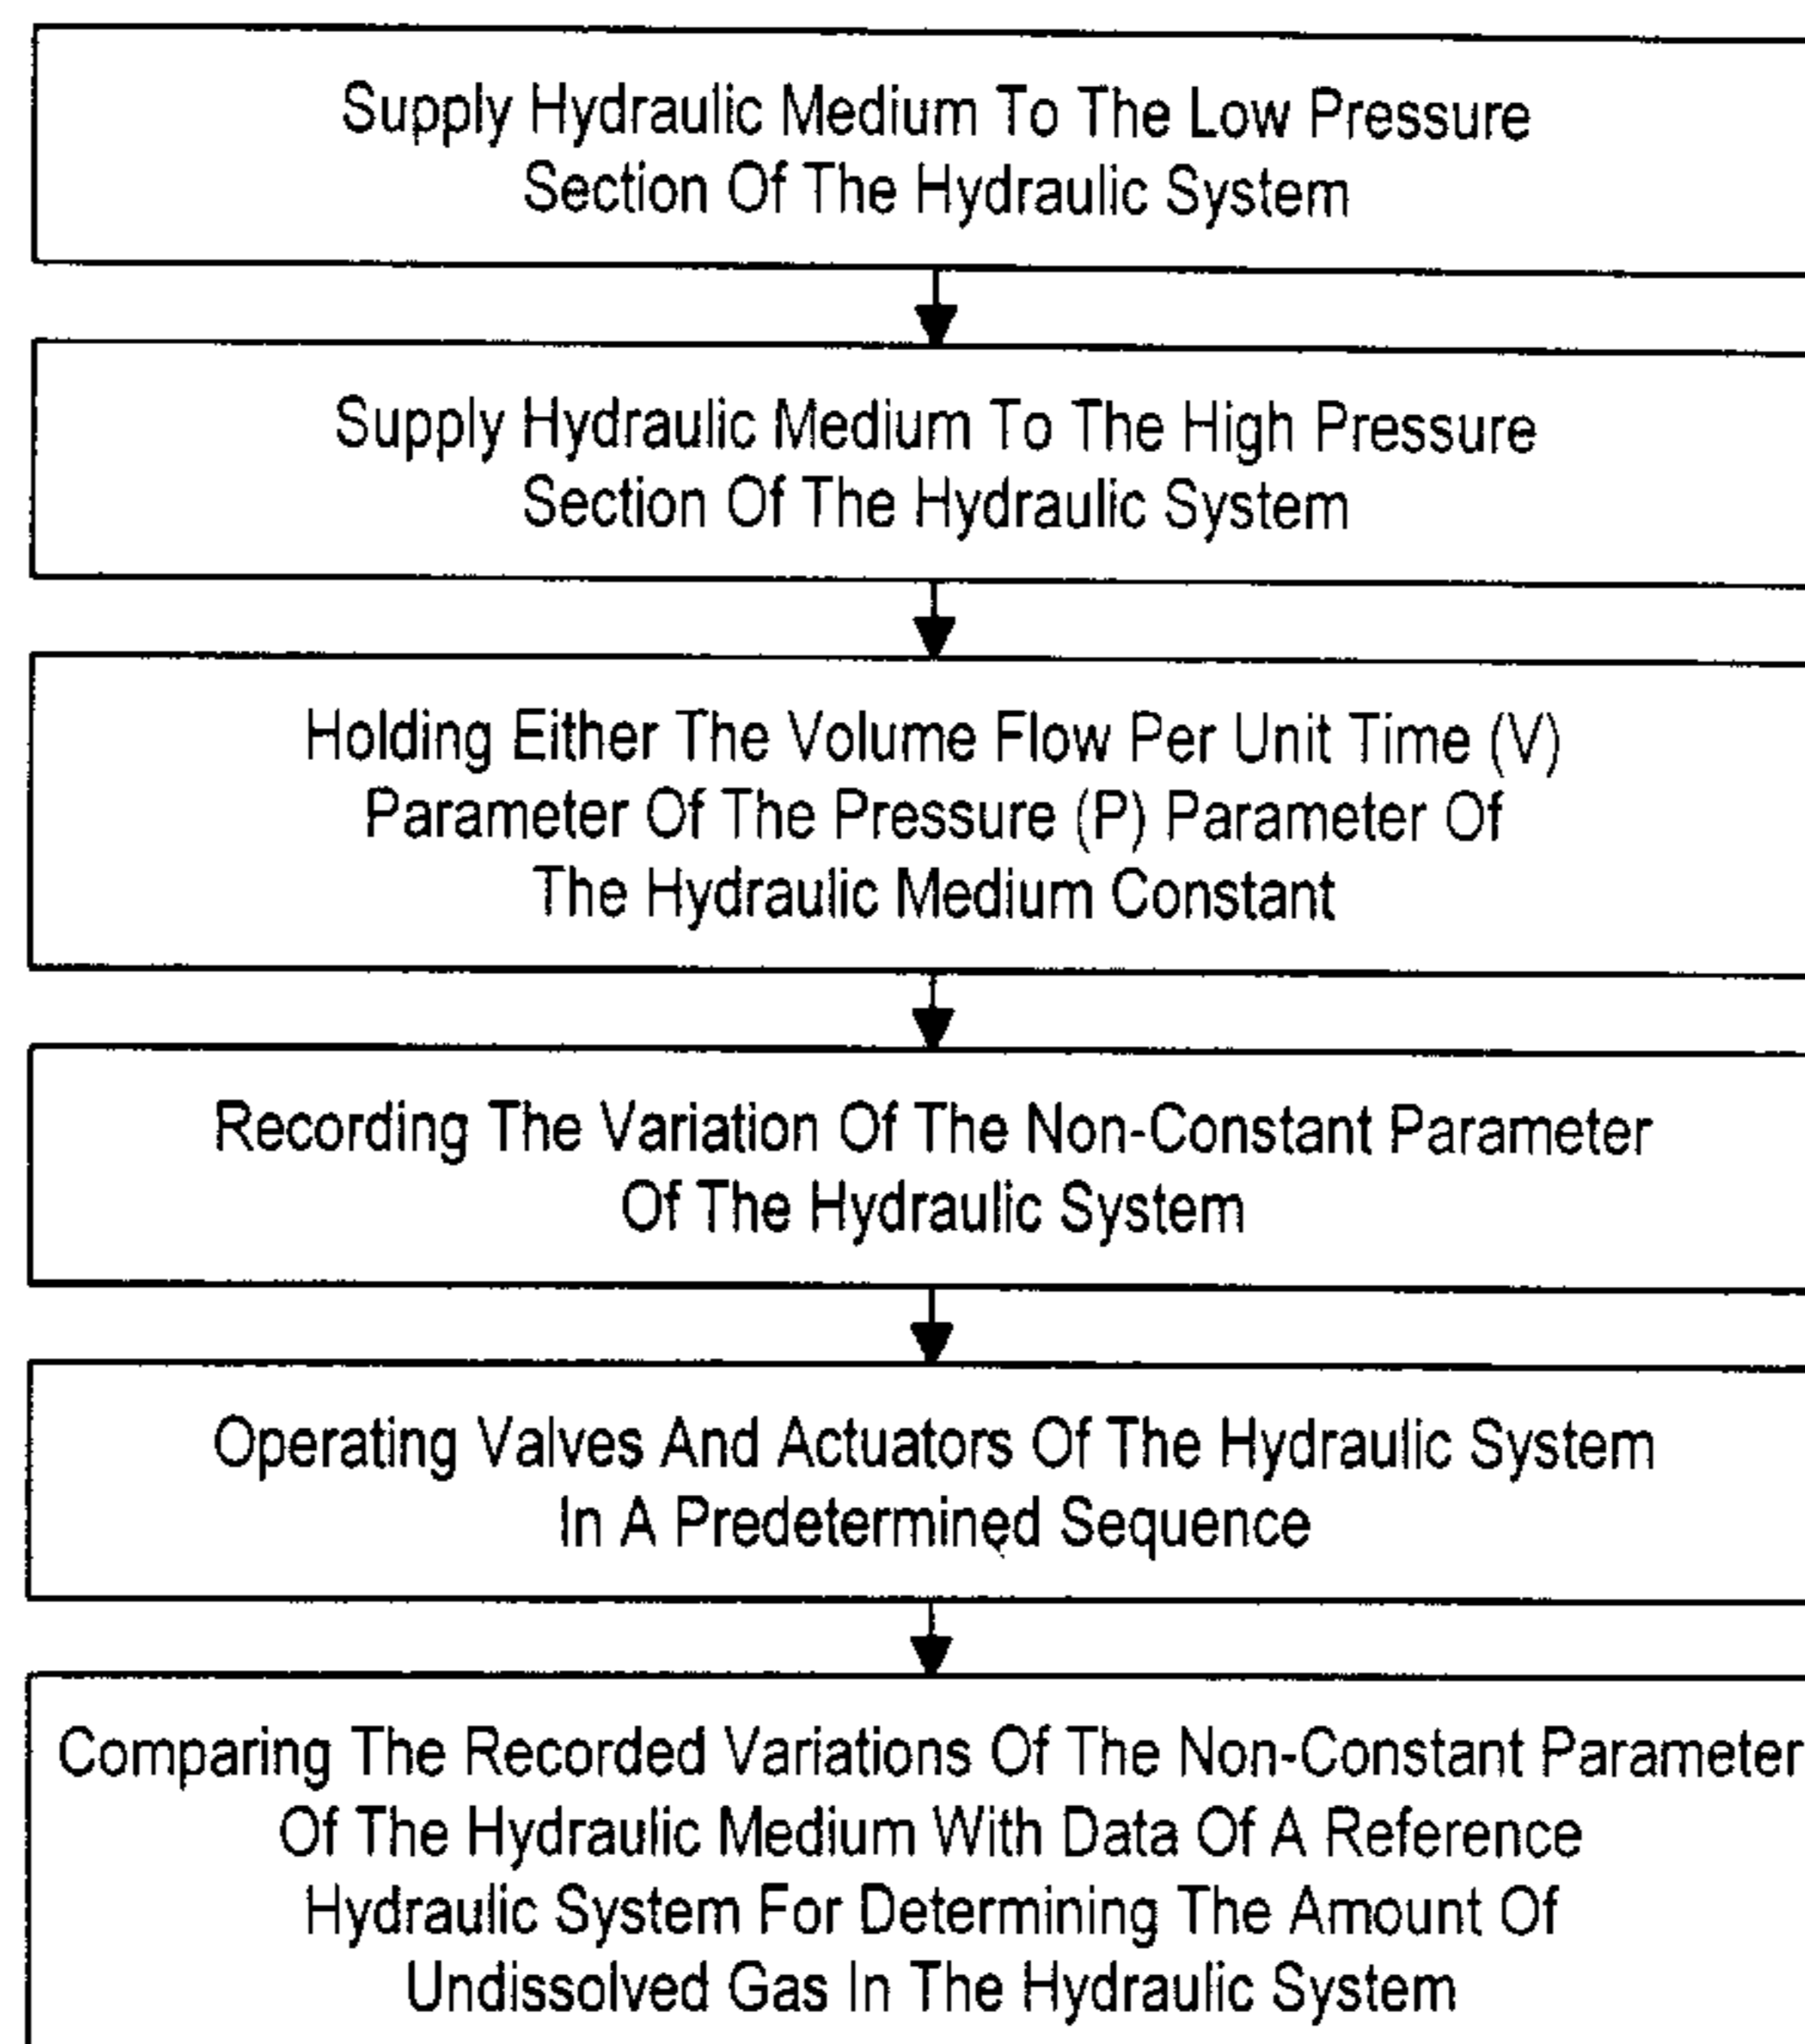 Supply Hydraulic Medium To The Low Pressure
Section Of The Hydraulic System
Supply Hydraulic Medium To The High Pressure
Section Of The Hydraulic System
Holding Either The Volume Flow Per Unit Time (V)
Parameter Of The Pressure (P) Parameter Of
The Hydraulic Medium Constant
Recording The Variation Of The Non-Constant Parameter
Of The Hydraulic System
Operating Valves And Actuators Of The Hydraulic System
In A Predetermined Sequence
Comparing The Recorded Variations Of The Non-Constant Parameter
Of The Hydraulic Medium With Data Of A Reference
Hydraulic System For Determining The Amount Of
Undissolved Gas In The Hydraulic System